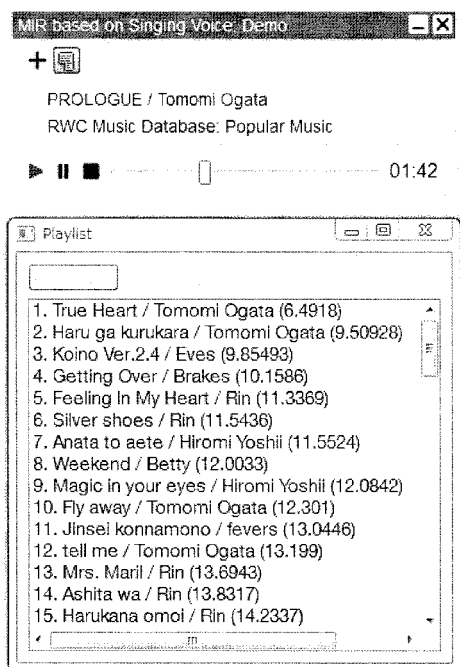 MIR based on Singing Voice: Demo
PROLOGUE / Tomomi Ogata
RWC Music Database: Popular Music
01:42
Playlist
1. True Heart / Tomomi Ogata (6.4918)
2. Haru ga kurukara / Tomomi Ogata (9.50928)
3. Koino Ver.2.4 / Eves (9.85493)
4. Getting Over / Brakes (10.1586)
5. Feeling In My Heart / Rin (11.3369)
6. Silver shoes / Rin (11.5436)
7. Anata to aete / Hiromi Yoshii (11.5524)
8. Weekend / Betty (12.0033)
9. Magic in your eyes / Hiromi Yoshii (12.0842)
10. Fly away / Tomomi Ogata (12.301)
11. Jinsei konnamono / fevers (13.0446)
12. tell me / Tomomi Ogata (13.199)
13. Mrs. Maril / Rin (13.6943)
14. Ashita wa / Rin (13.8317)
15. Harukana omoi / Rin (14.2337)